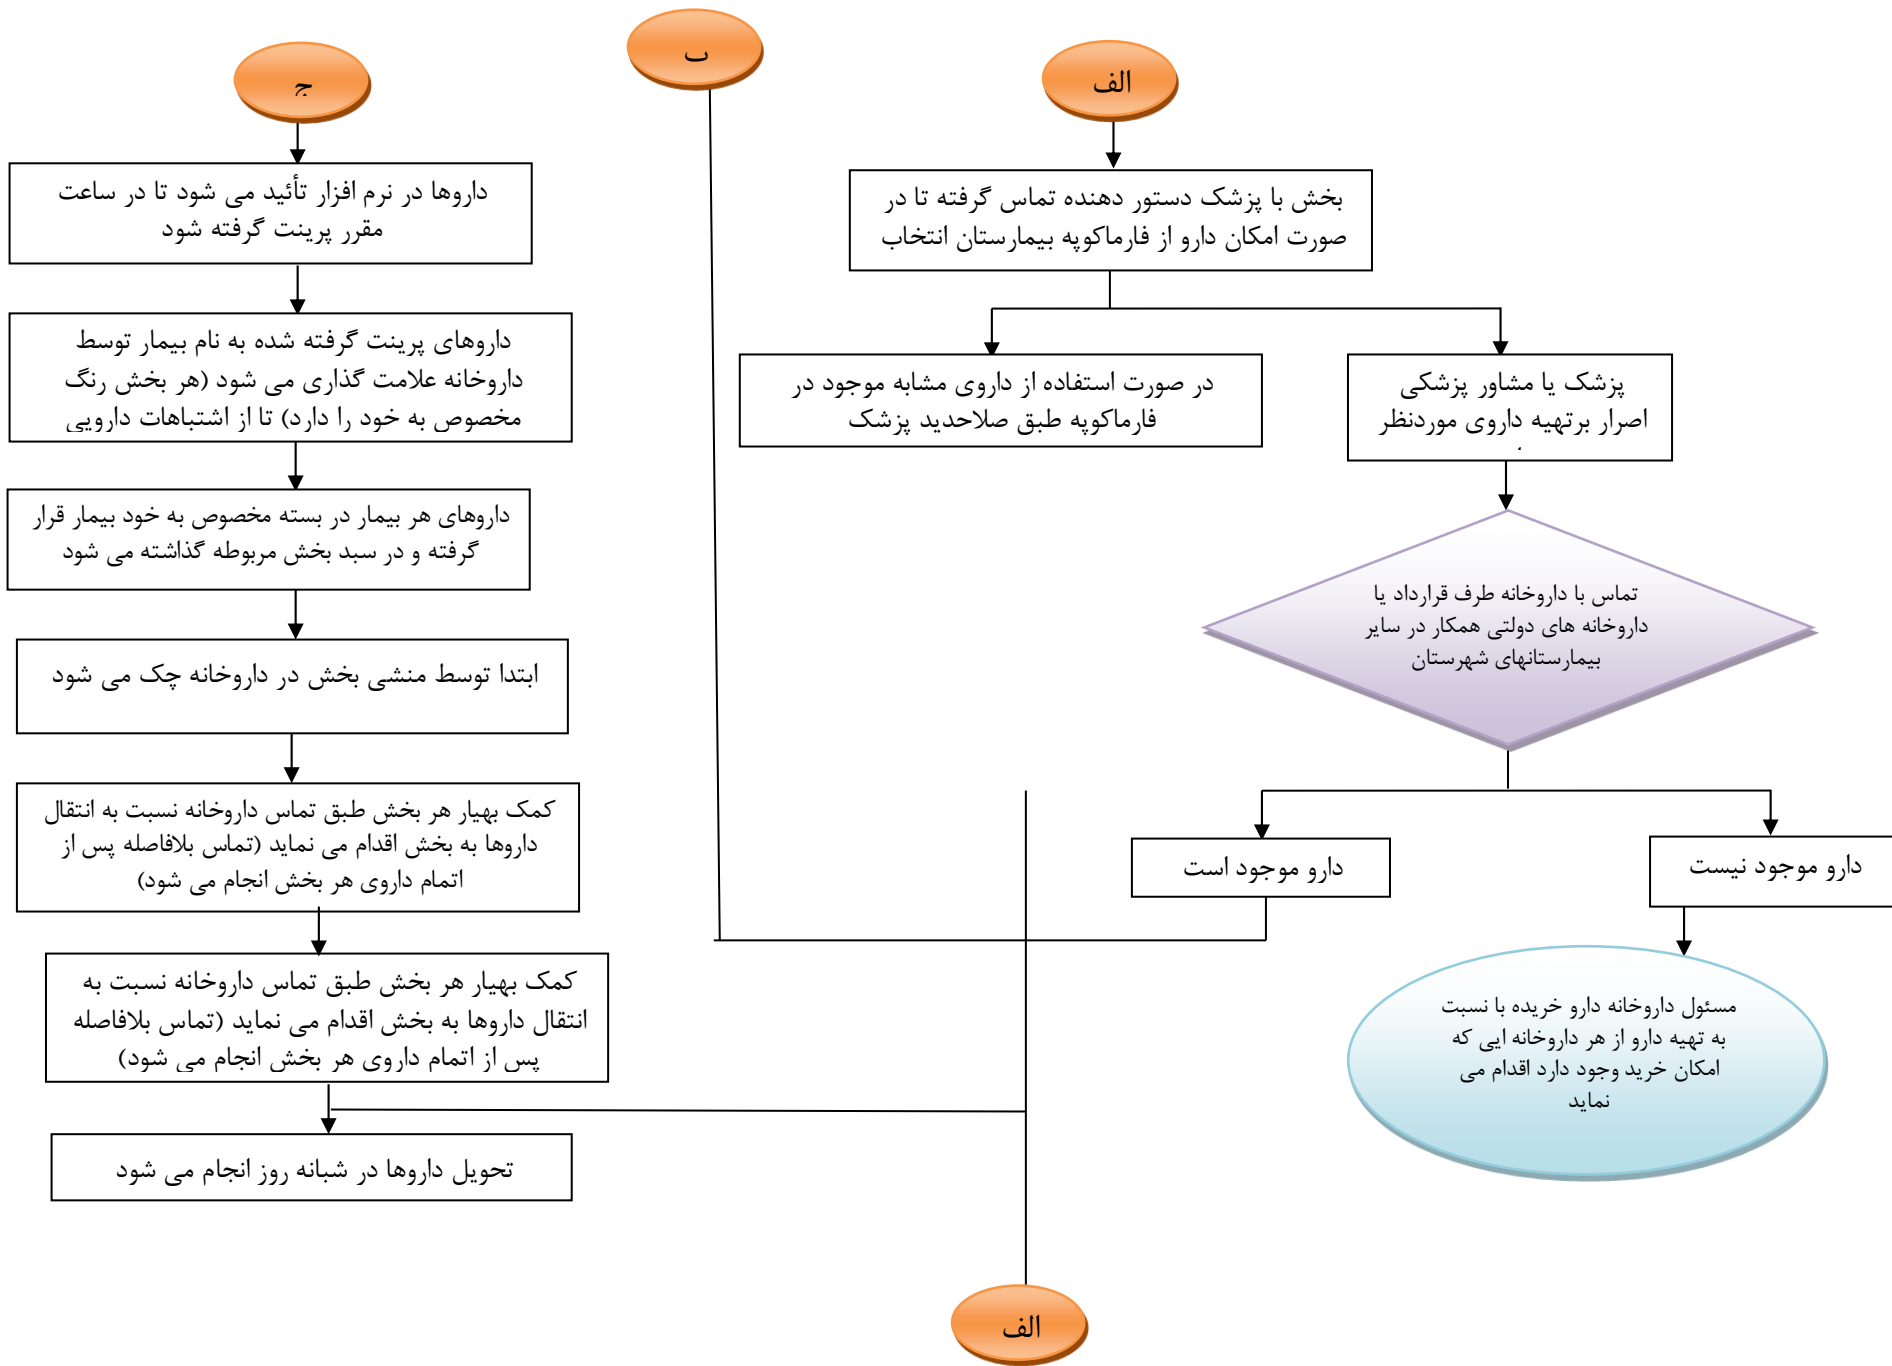 الف
بخش با پزشک دستور دهنده تماس گرفته تا در
صورت امکان دارو از فارماکوپه بیمارستان انتخاب
پزشک یا مشاور پزشکی
اصرار برتهیه داروی موردنظر
در صورت استفاده از داروی مشابه موجود در
فارماکوپه طبق صلاحدید پزشک
تماس با داروخانه طرف قرارداد یا
داروخانه های دولتی همکار در سایر
بیمارستانهای شهرستان
دارو موجود نیست
دارو موجود است
مسئول داروخانه دارو خریده با نسبت
به تهیه دارو از هر داروخانه ایی که
امکان خرید وجود دارد اقدام می
نماید
ب
ج
داروها در نرم افزار تأئید می شود تا در ساعت
مقرر پرینت گرفته شود
داروهای پرینت گرفته شده به نام بیمار توسط
داروخانه علامت گذاری می شود (هر بخش رنگ
مخصوص به خود را دارد) تا از اشتباهات دارویی
داروهای هر بیمار در بسته مخصوص به خود بیمار قرار
گرفته و در سبد بخش مربوطه گذاشته می شود
ابتدا توسط منشی بخش در داروخانه چک می شود
کمک بهیار هر بخش طبق تماس داروخانه نسبت به انتقال
داروها به بخش اقدام می نماید (تماس بلافاصله پس از
اتمام داروی هر بخش انجام می شود)
کمک بهیار هر بخش طبق تماس داروخانه نسبت به
انتقال داروها به بخش اقدام می نماید (تماس بلافاصله
پس از اتمام داروی هر بخش انجام می شود)
تحویل داروها در شبانه روز انجام می شود
الف